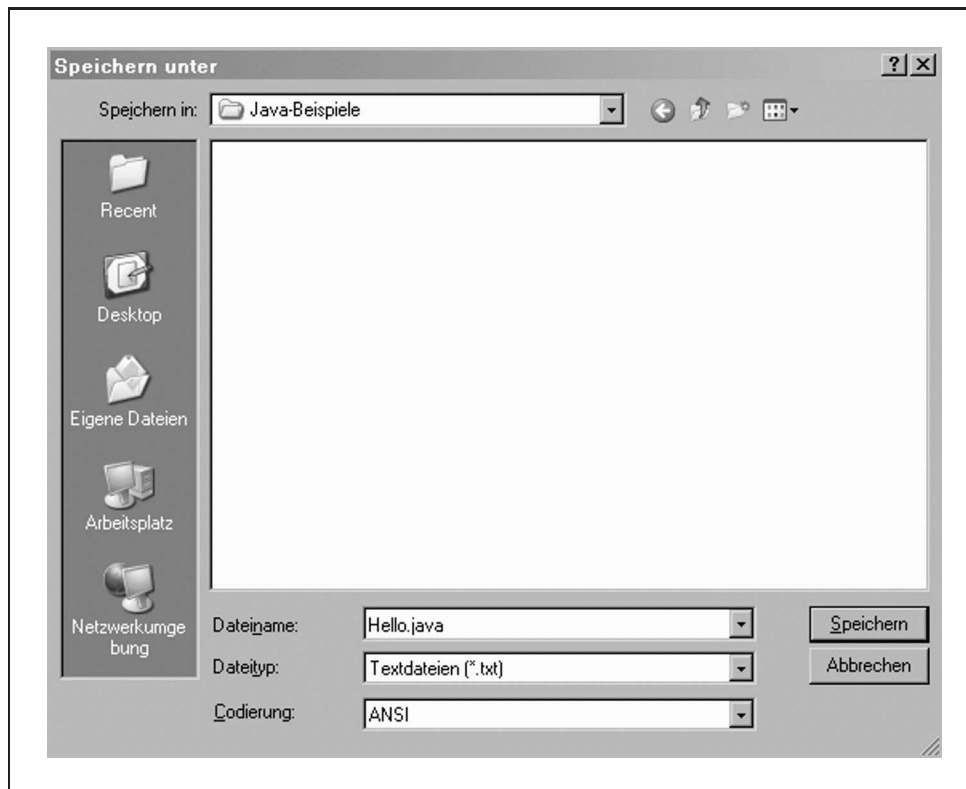 Speichern unter
Speichern in: Java-Beispiele
Recent
Desktop
Eigene Dateien
Arbeitsplatz
Netzwerkumge
bung
Dateiname: Hello.java Speichern
Dateityp: Textdateien (*.txt) Abbrechen
Codierung: ANSI